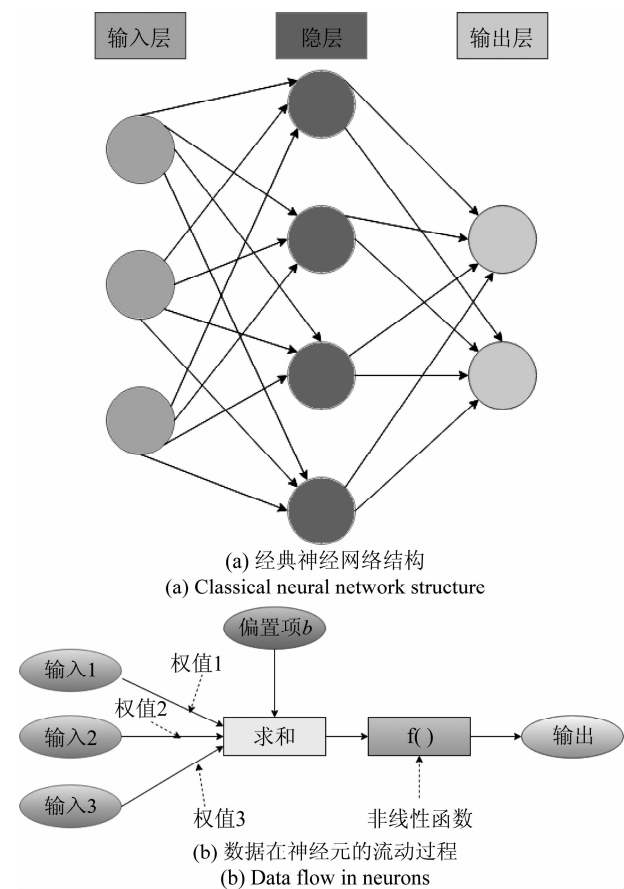 输入层 隐层 输出层
(a) 经典神经网络结构
(a) Classical neural network structure
偏置项b
输入1
权值1
权值2
输入2
求和
f( )
输出
输入3
权值3
非线性函数
(b) 数据在神经元的流动过程
(b) Data flow in neurons